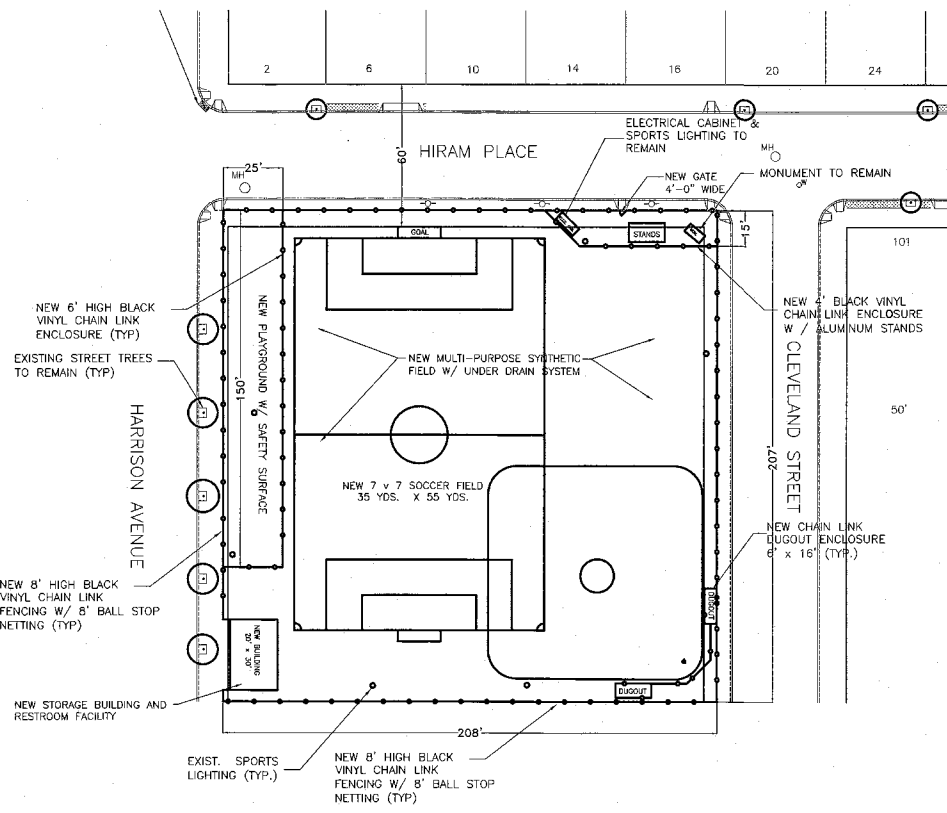 2
6
10
14
16
20
24
ELECTRICAL CABINET &
SPORTS LIGHTING TO
REMAIN
60'
HIRAM PLACE
MH
MH
25'
NEW GATE
4'-0" WIDE
MONUMENT TO REMAIN
W
GOAL
STANDS
15'
101
NEW 6' HIGH BLACK
VINYL CHAIN LINK
ENCLOSURE (TYP)
NEW 4' BLACK VINYL
CHAIN LINK ENCLOSURE
W / ALUMINUM STANDS
EXISTING STREET TREES
TO REMAIN (TYP)
NEW MULTI-PURPOSE SYNTHETIC
FIELD W/ UNDER DRAIN SYSTEM
150'
NEW PLAYGROUND W/ SAFETY SURFACE
HARRISON AVENUE
CLEVELAND STREET
50'
207'
NEW 7 v 7 SOCCER FIELD
35 YDS. X 55 YDS.
NEW CHAIN LINK
DUGOUT ENCLOSURE
6' x 16' (TYP.)
NEW 8' HIGH BLACK
VINYL CHAIN LINK
FENCING W/ 8' BALL STOP
NETTING (TYP)
DUGOUT
NEW BUILDING
20' x 30'
DUGOUT
NEW STORAGE BUILDING AND
RESTROOM FACILITY
208'
EXIST. SPORTS
LIGHTING (TYP.)
NEW 8' HIGH BLACK
VINYL CHAIN LINK
FENCING W/ 8' BALL STOP
NETTING (TYP)